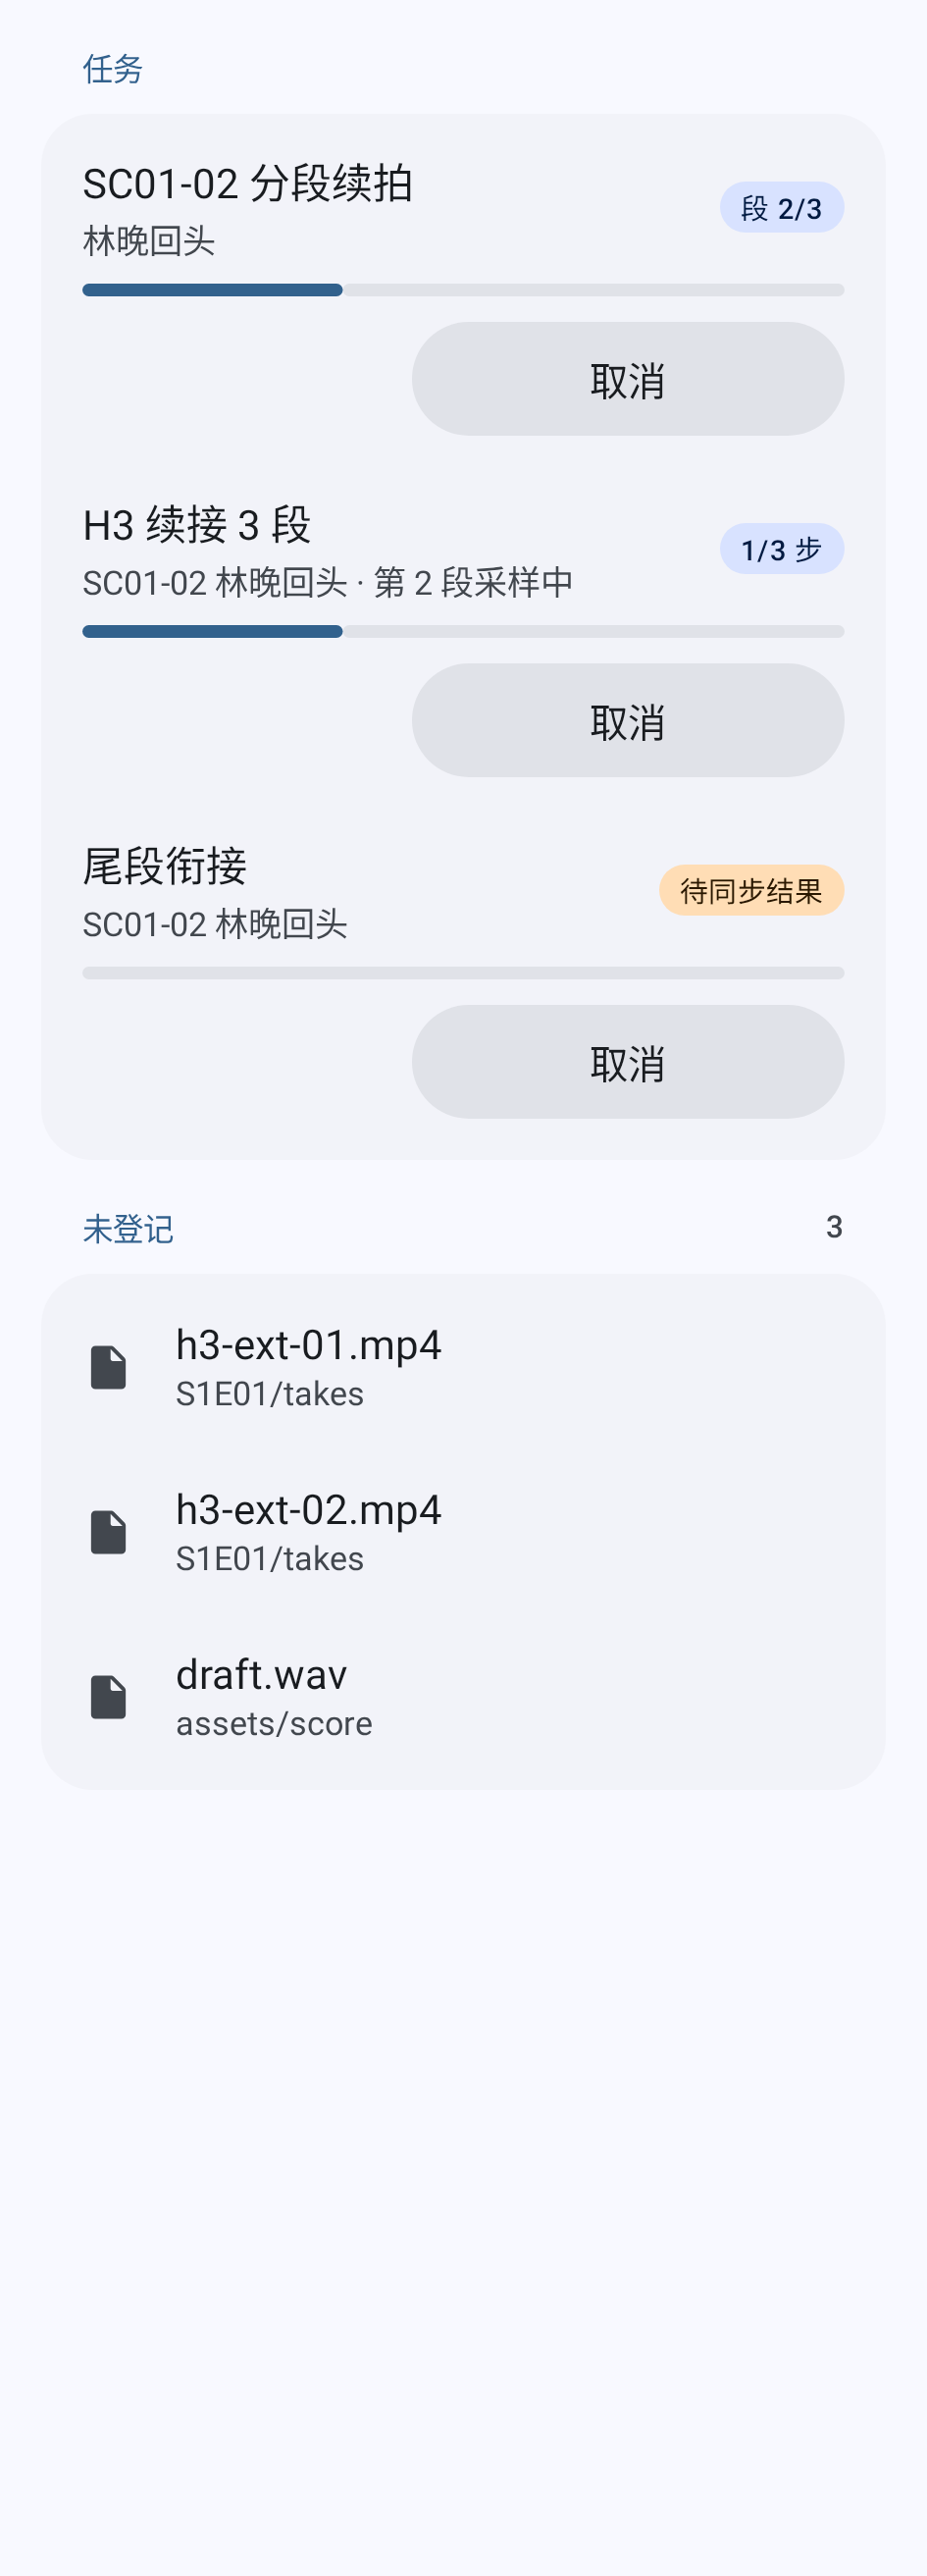 任务
SC01-02 分段续拍
段 2/3
林晚回头
取消
H3 续接 3 段
1/3 步
SC01-02 林晚回头 · 第 2 段采样中
取消
尾段衔接
待同步结果
SC01-02 林晚回头
取消
未登记
3
h3-ext-01.mp4
S1E01/takes
h3-ext-02.mp4
S1E01/takes
draft.wav
assets/score